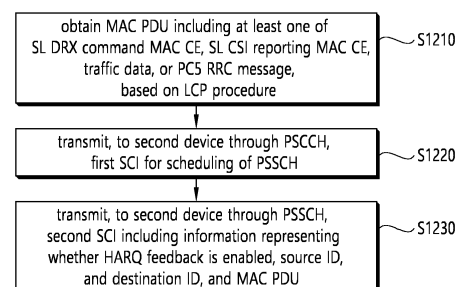 obtain MAC PDU including at least one of
SL DRX command MAC CE, SL CSI reporting MAC CE,
traffic data, or PC5 RRC message,
based on LCP procedure
S1210
transmit, to second device through PSCCH,
first SCI for scheduling of PSSCH
S1220
transmit, to second device through PSSCH,
second SCI including information representing
whether HARQ feedback is enabled, source ID,
and destination ID, and MAC PDU
S1230